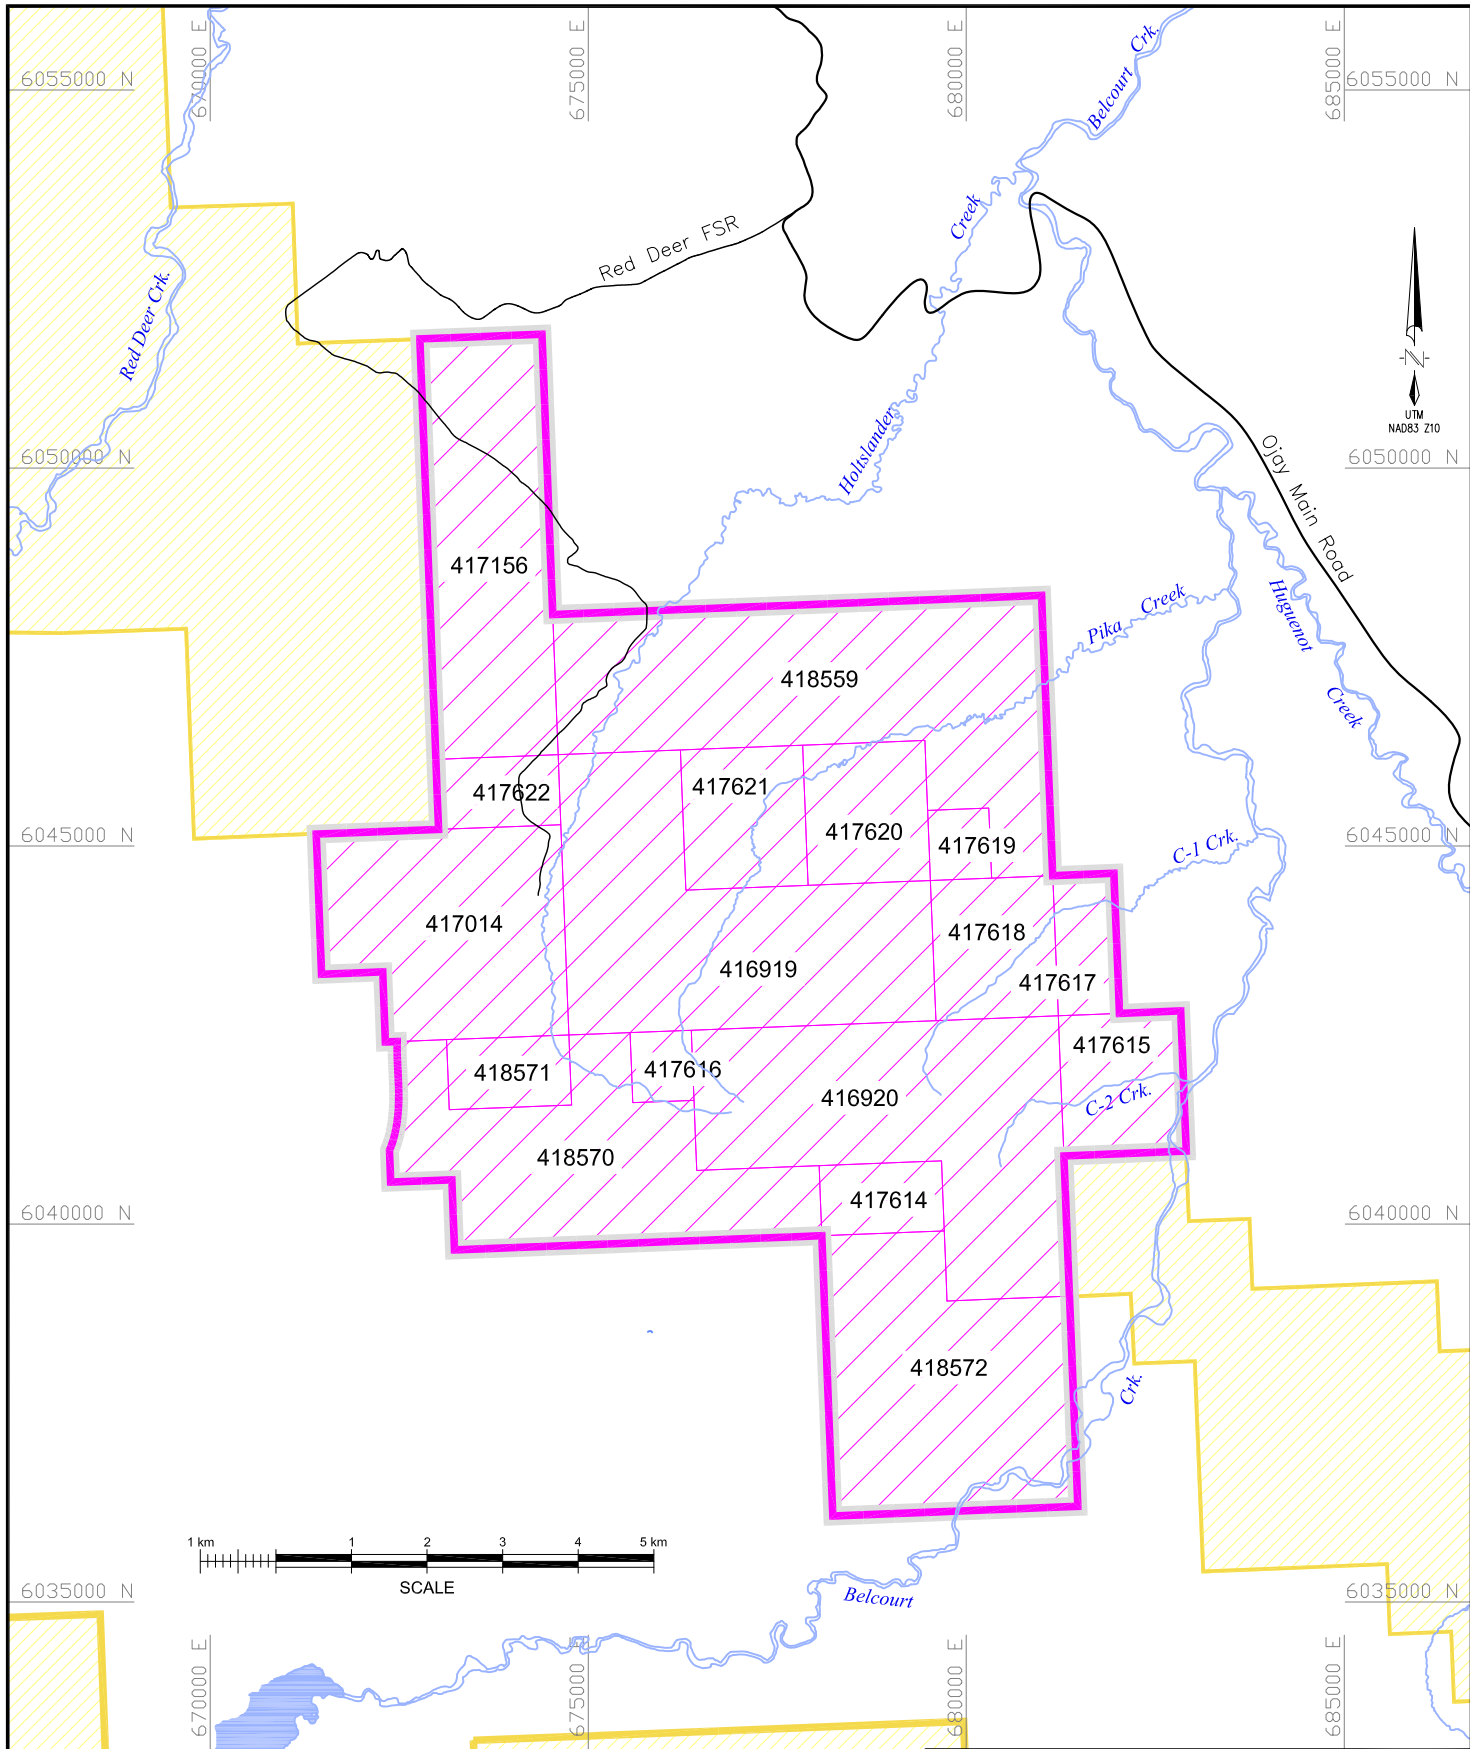 670000 E
675000 E
680000 E
685000 E
6055000 N
6055000 N
Belcourt Crk.
Creek
Red Deer FSR
Red Deer Crk.
UTM
NAD83 Z10
N
Holtslander
6050000 N
6050000 N
Ojay Main Road
417156
Pika Creek
Huguenot
Creek
418559
417622
417621
417620
417619
6045000 N
6045000 N
C-1 Crk.
417014
417618
416919
417617
417615
418571
417616
416920
C-2 Crk.
418570
417614
6040000 N
6040000 N
418572
Crk.
1 km 1 2 3 4 5 km
SCALE
6035000 N
6035000 N
Belcourt
670000 E
675000 E
680000 E
685000 E